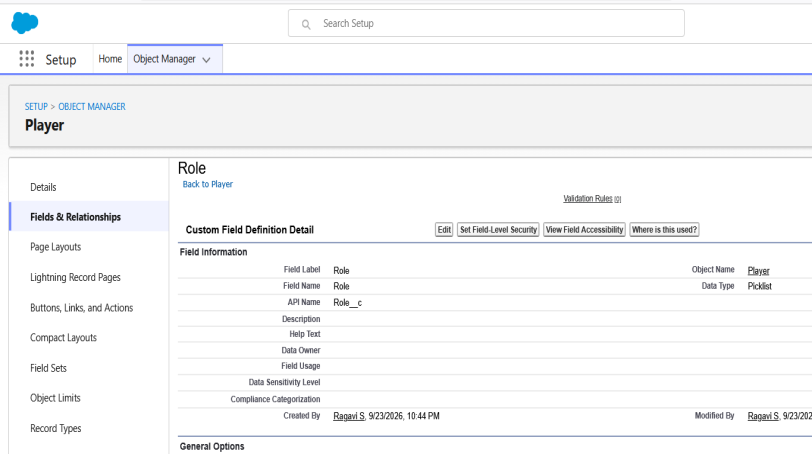 Search Setup
Setup Home Object Manager
SETUP > OBJECT MANAGER
Player
Details
Fields & Relationships
Page Layouts
Lightning Record Pages
Buttons, Links, and Actions
Compact Layouts
Field Sets
Object Limits
Record Types
Role
Back to Player
Validation Rules [0]
Custom Field Definition Detail Edit Set Field-Level Security View Field Accessibility Where is this used?
Field Information
Field Label Role Object Name Player
Field Name Role Data Type Picklist
API Name Role__c
Description
Help Text
Data Owner
Field Usage
Data Sensitivity Level
Compliance Categorization
Created By Ragavi S, 9/23/2026, 10:44 PM Modified By Ragavi S, 9/23/202
General Options